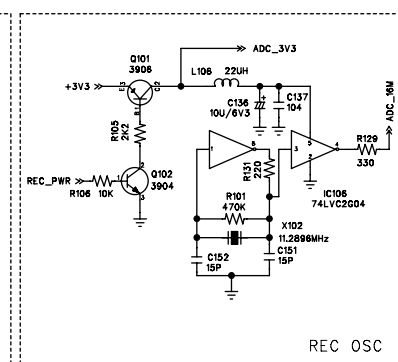 Q101
3906
ADC_3V3
L106 22UH
+3V3
E 3
2 C
B 1
C136
10U/6V3
C137
104
ADC_16M
R105
2K2
REC_PWR
R106 10K
1
2
3
Q102
3904
1
6
R131
220
3
5
4
2
R129
330
IC106
74LVC2G04
R101
470K
X102
11.2896MHz
C152
15P
C151
15P
REC OSC